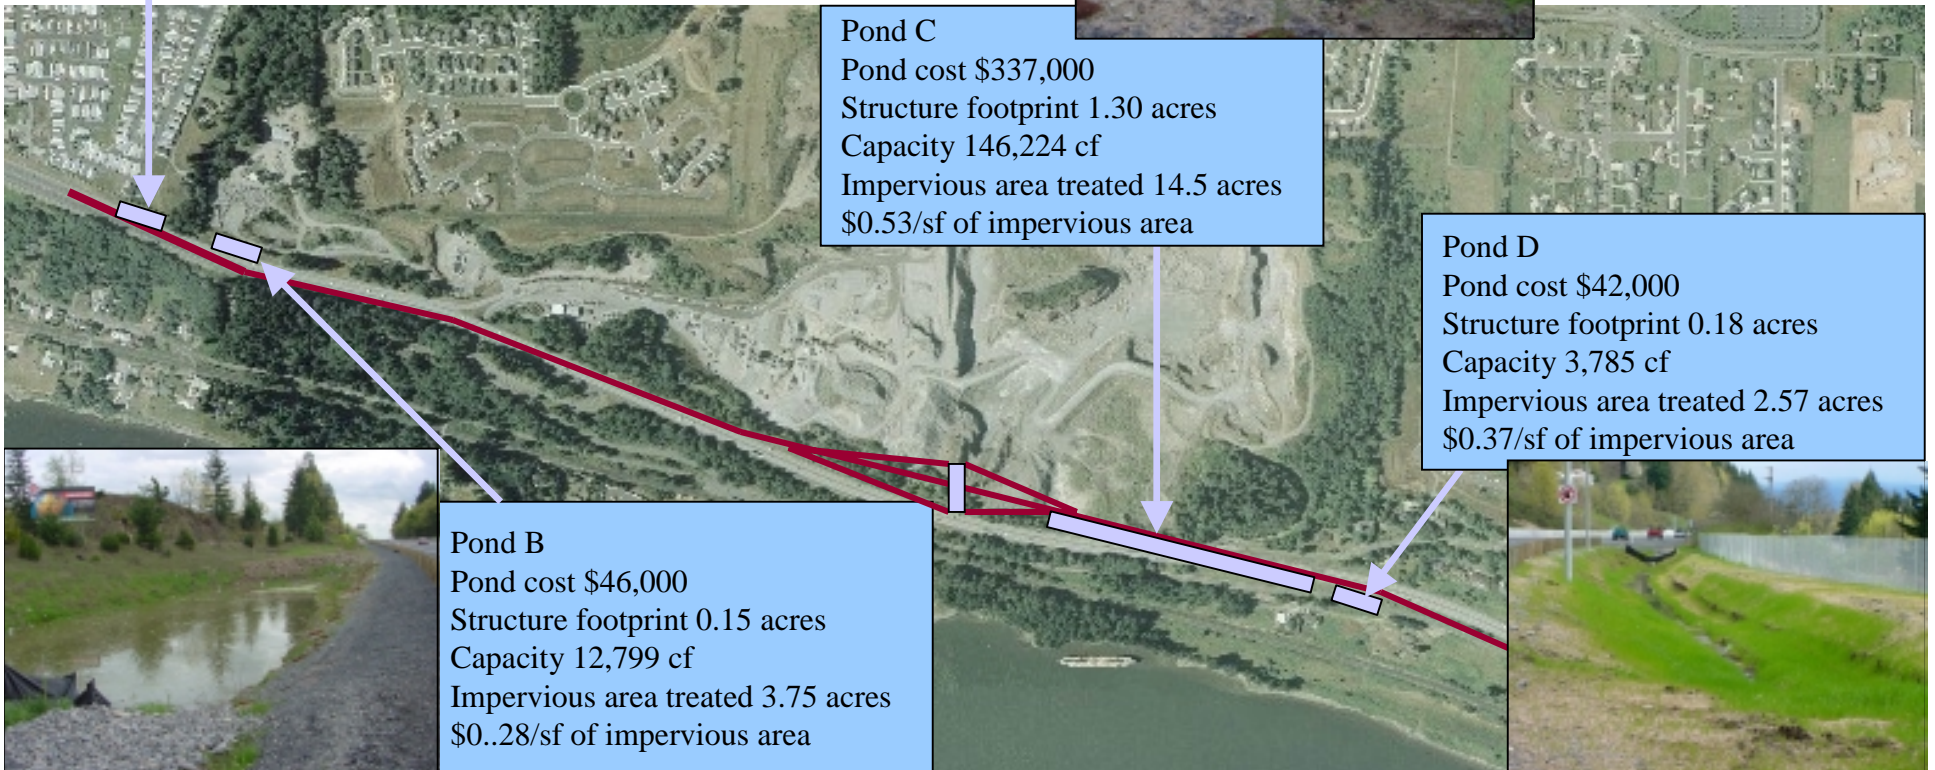 Pond C
Pond cost $337,000
Structure footprint 1.30 acres
Capacity 146,224 cf
Impervious area treated 14.5 acres
$0.53/sf of impervious area
Pond D
Pond cost $42,000
Structure footprint 0.18 acres
Capacity 3,785 cf
Impervious area treated 2.57 acres
$0.37/sf of impervious area
Pond B
Pond cost $46,000
Structure footprint 0.15 acres
Capacity 12,799 cf
Impervious area treated 3.75 acres
$0..28/sf of impervious area